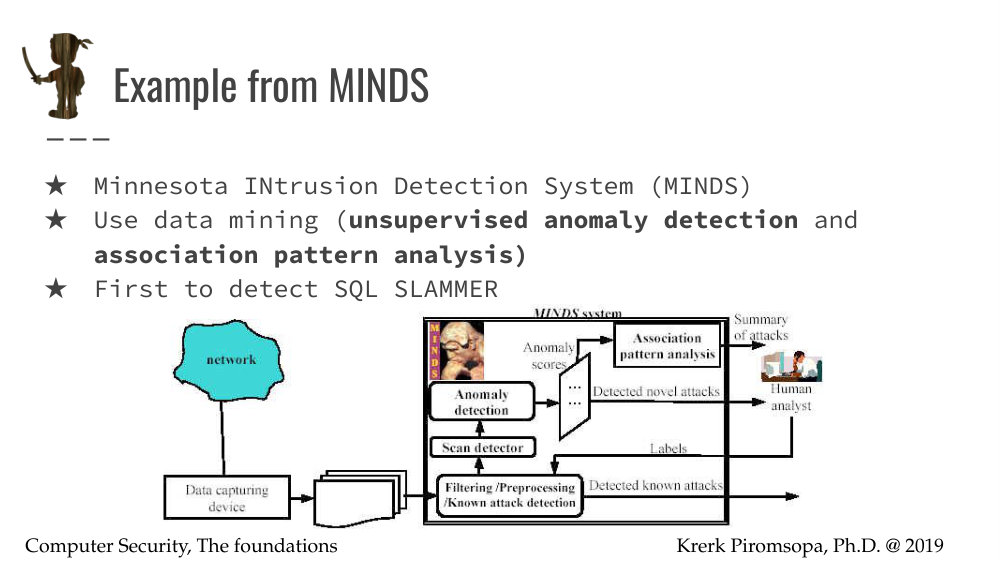 Example from MINDS
★ Minnesota INtrusion Detection System (MINDS)
★ Use data mining (unsupervised anomaly detection and
association pattern analysis)
★ First to detect SQL SLAMMER
MINDS system
MINDS
network
Data capturing
device
Filtering /Preprocessing
/Known attack detection
Scan detector
Anomaly
detection
Anomaly
scores
...
...
Association
pattern analysis
Summary
of attacks
Detected novel attacks
Human
analyst
Labels
Detected known attacks
Computer Security, The foundations
Krerk Piromsopa, Ph.D. @ 2019